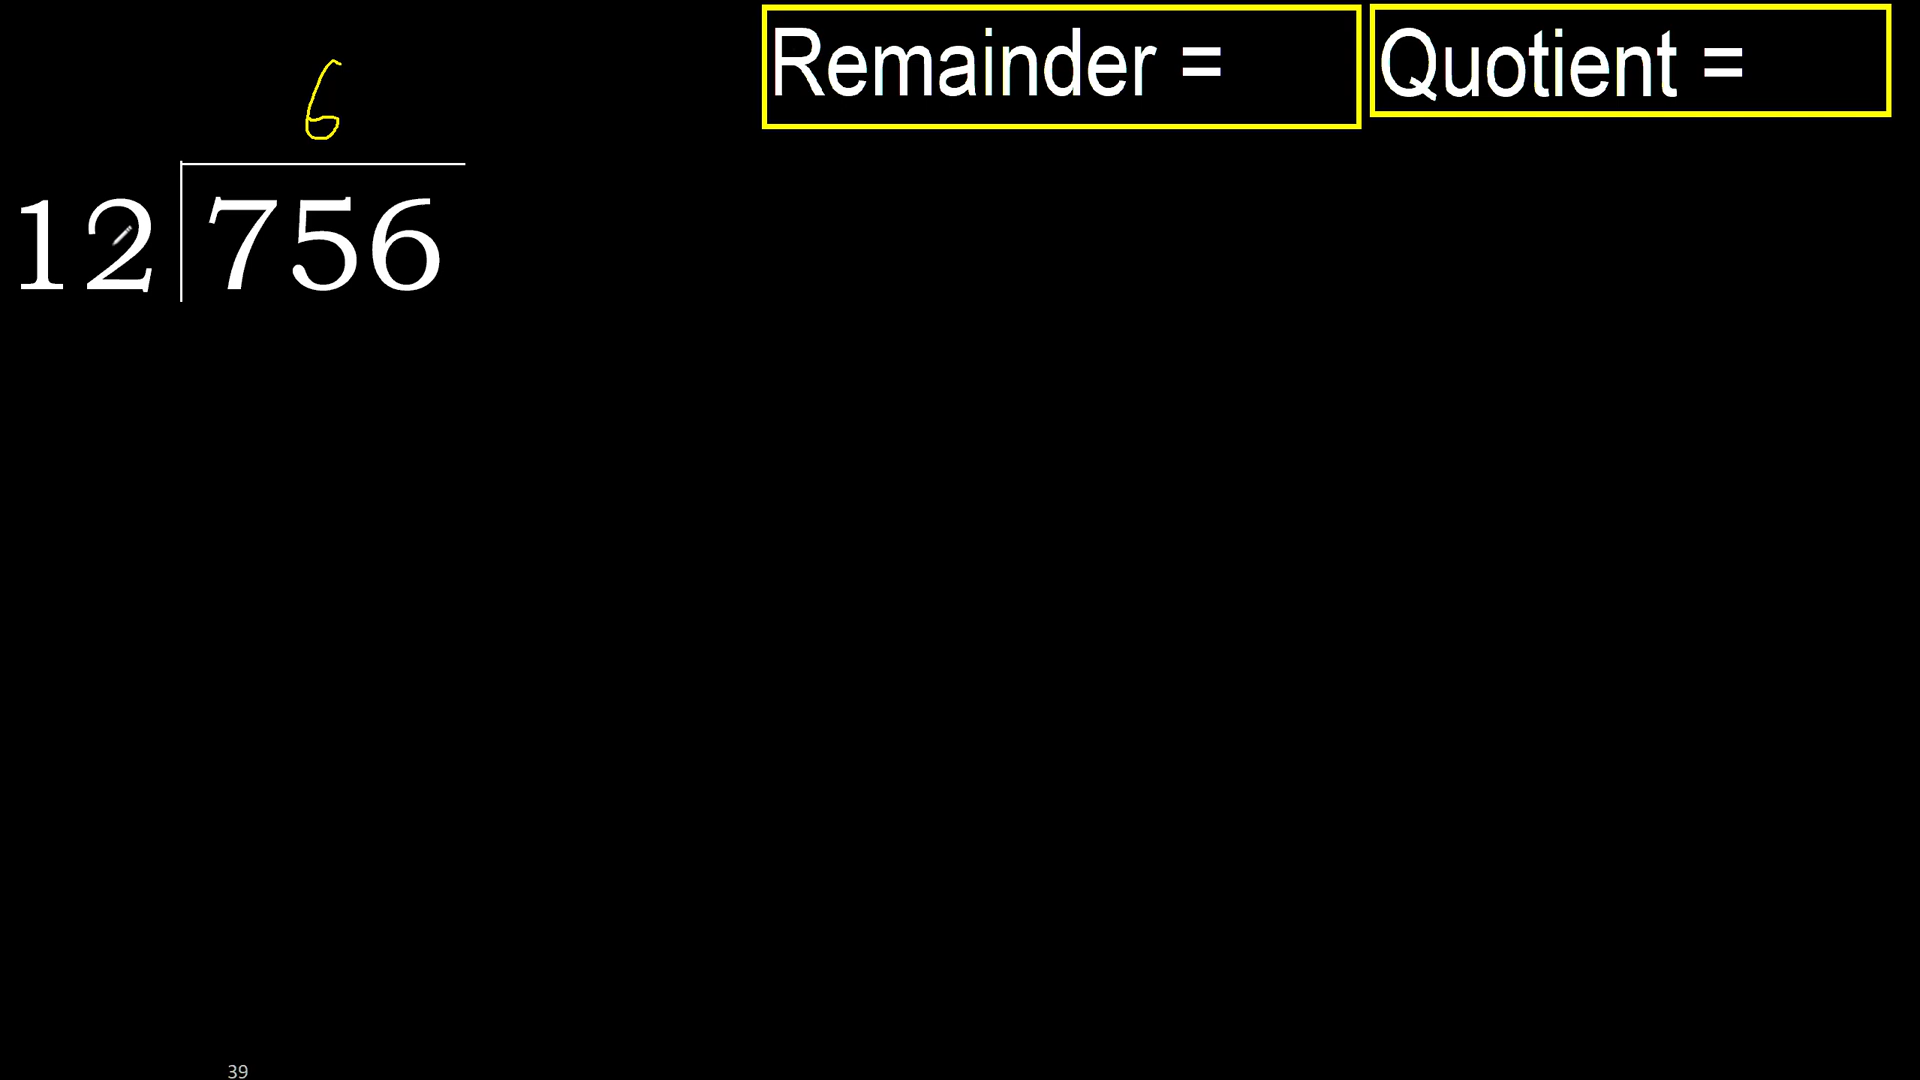 6
12 756
Remainder =
Quotient =
39